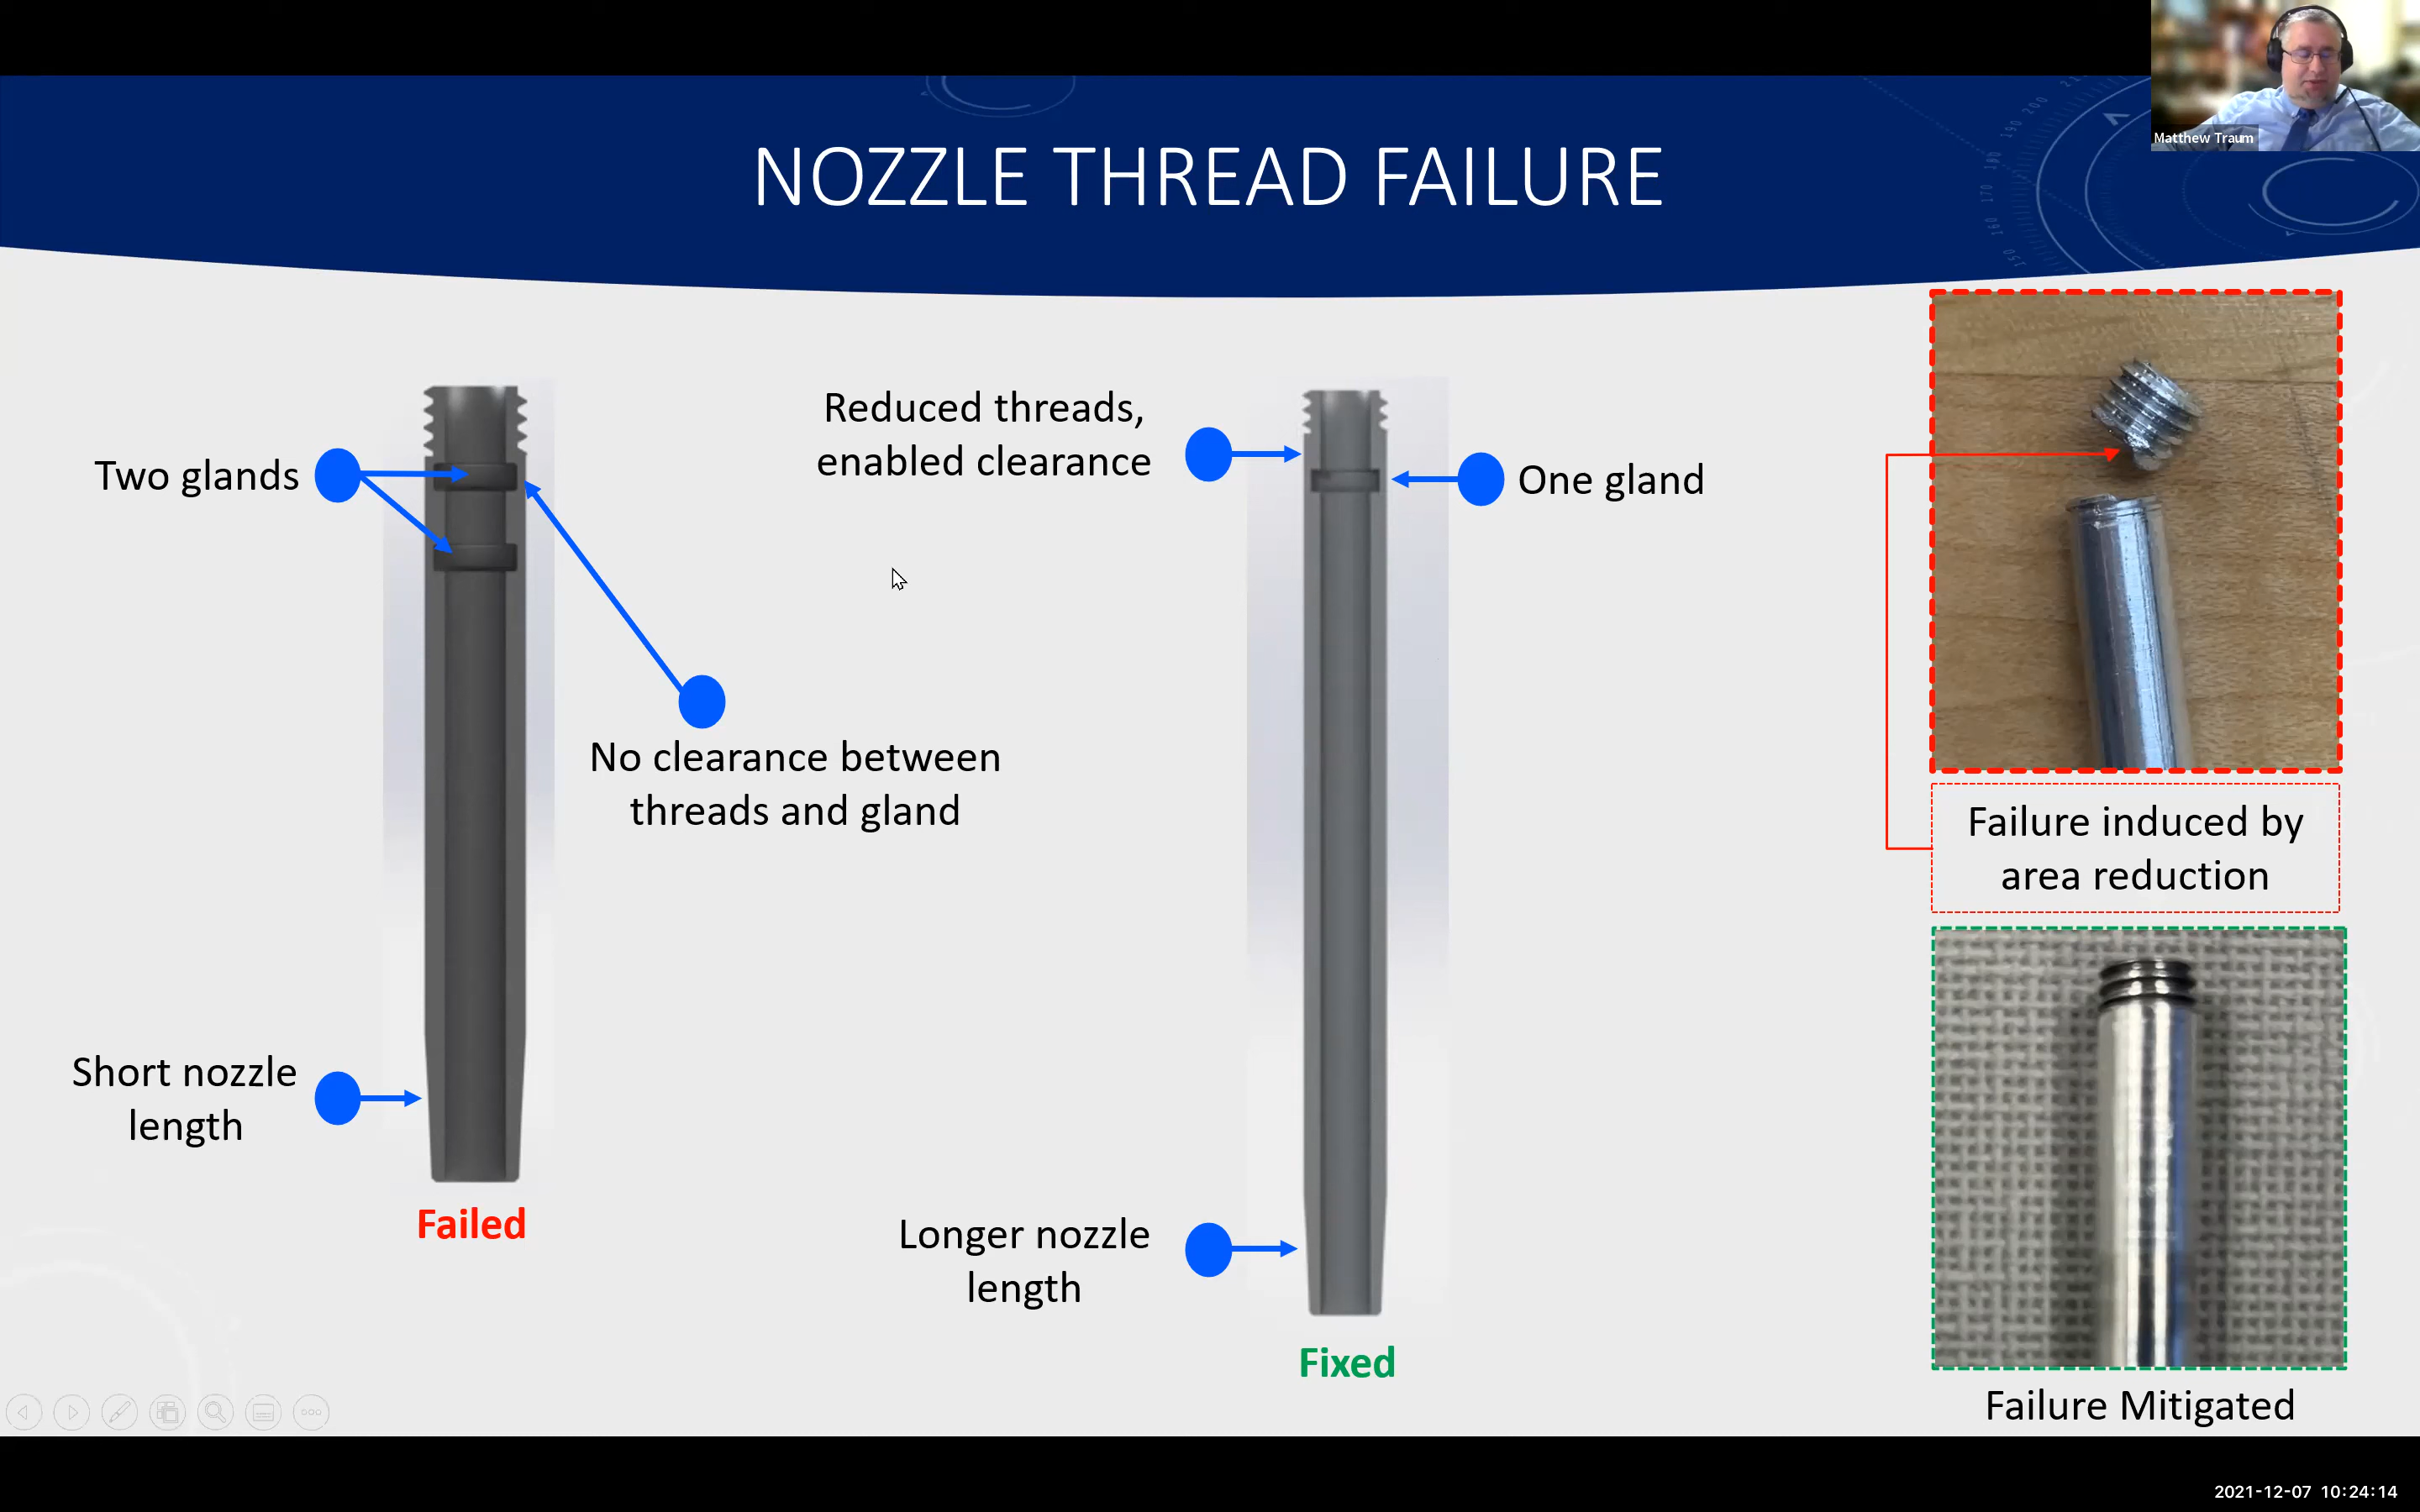 Matthew Traum
NOZZLE THREAD FAILURE
Two glands
No clearance between
threads and gland
Short nozzle
length
Failed
Reduced threads,
enabled clearance
One gland
Longer nozzle
length
Fixed
Failure induced by
area reduction
Failure Mitigated
2021-12-07 10:24:14